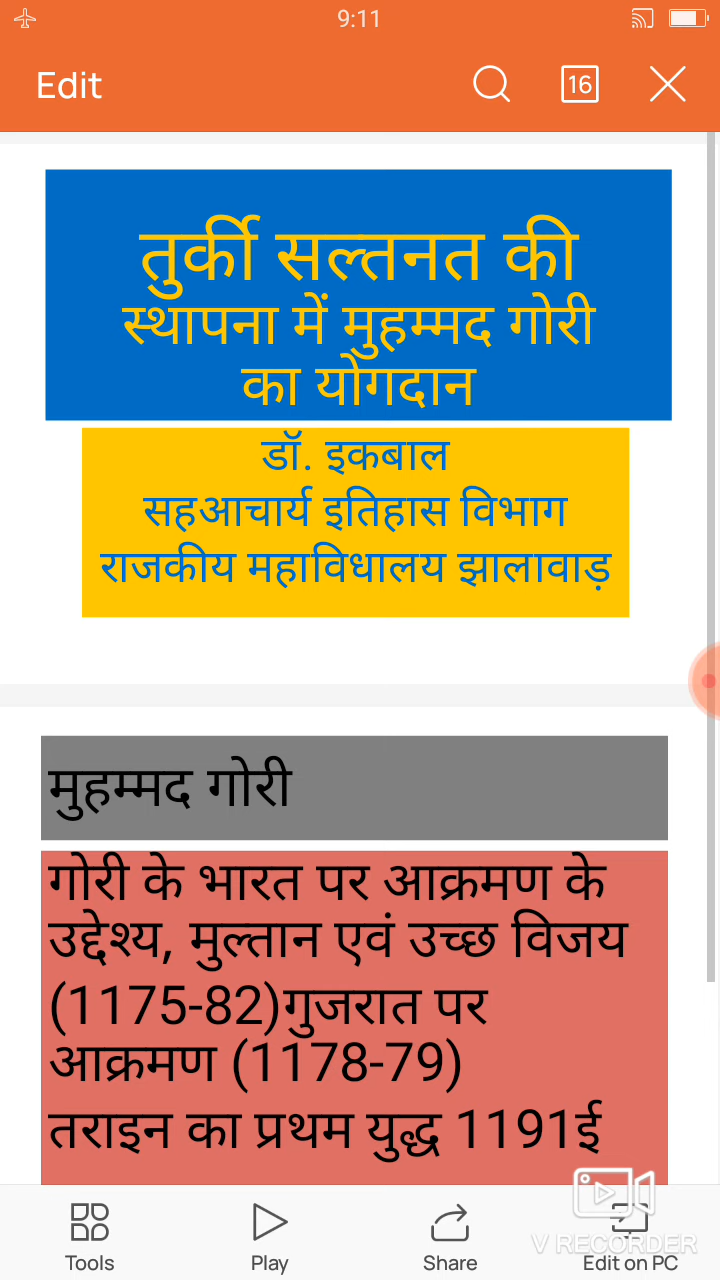 9:11
Edit
16
तुर्की सल्तनत की
स्थापना में मुहम्मद गोरी
का योगदान
डॉ. इकबाल
सहआचार्य इतिहास विभाग
राजकीय महाविधालय झालावाड़
मुहम्मद गोरी
गोरी के भारत पर आक्रमण के
उद्देश्य, मुल्तान एवं उच्छ विजय
(1175-82)गुजरात पर
आक्रमण (1178-79)
तराइन का प्रथम युद्ध 1191ई
V RECORDER
Tools Play Share Edit on PC